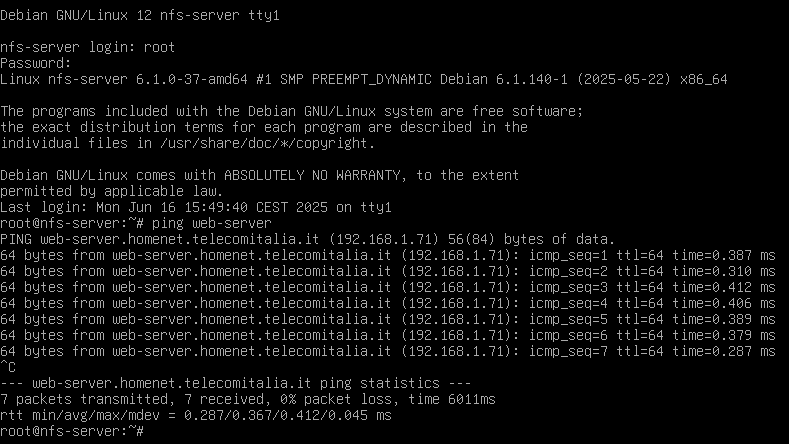 Debian GNU/Linux 12 nfs-server tty1
nfs-server login: root
Password:
Linux nfs-server 6.1.0-37-amd64 #1 SMP PREEMPT_DYNAMIC Debian 6.1.140-1 (2025-05-22) x86_64
The programs included with the Debian GNU/Linux system are free software;
the exact distribution terms for each program are described in the
individual files in /usr/share/doc/*/copyright.
Debian GNU/Linux comes with ABSOLUTELY NO WARRANTY, to the extent
permitted by applicable law.
Last login: Mon Jun 16 15:49:40 CEST 2025 on tty1
root@nfs-server:~# ping web-server
PING web-server.homenet.telecomitalia.it (192.168.1.71) 56(84) bytes of data.
64 bytes from web-server.homenet.telecomitalia.it (192.168.1.71): icmp_seq=1 ttl=64 time=0.387 ms
64 bytes from web-server.homenet.telecomitalia.it (192.168.1.71): icmp_seq=2 ttl=64 time=0.310 ms
64 bytes from web-server.homenet.telecomitalia.it (192.168.1.71): icmp_seq=3 ttl=64 time=0.412 ms
64 bytes from web-server.homenet.telecomitalia.it (192.168.1.71): icmp_seq=4 ttl=64 time=0.406 ms
64 bytes from web-server.homenet.telecomitalia.it (192.168.1.71): icmp_seq=5 ttl=64 time=0.389 ms
64 bytes from web-server.homenet.telecomitalia.it (192.168.1.71): icmp_seq=6 ttl=64 time=0.379 ms
64 bytes from web-server.homenet.telecomitalia.it (192.168.1.71): icmp_seq=7 ttl=64 time=0.287 ms
^C
--- web-server.homenet.telecomitalia.it ping statistics ---
7 packets transmitted, 7 received, 0% packet loss, time 6011ms
rtt min/avg/max/mdev = 0.287/0.367/0.412/0.045 ms
root@nfs-server:~#